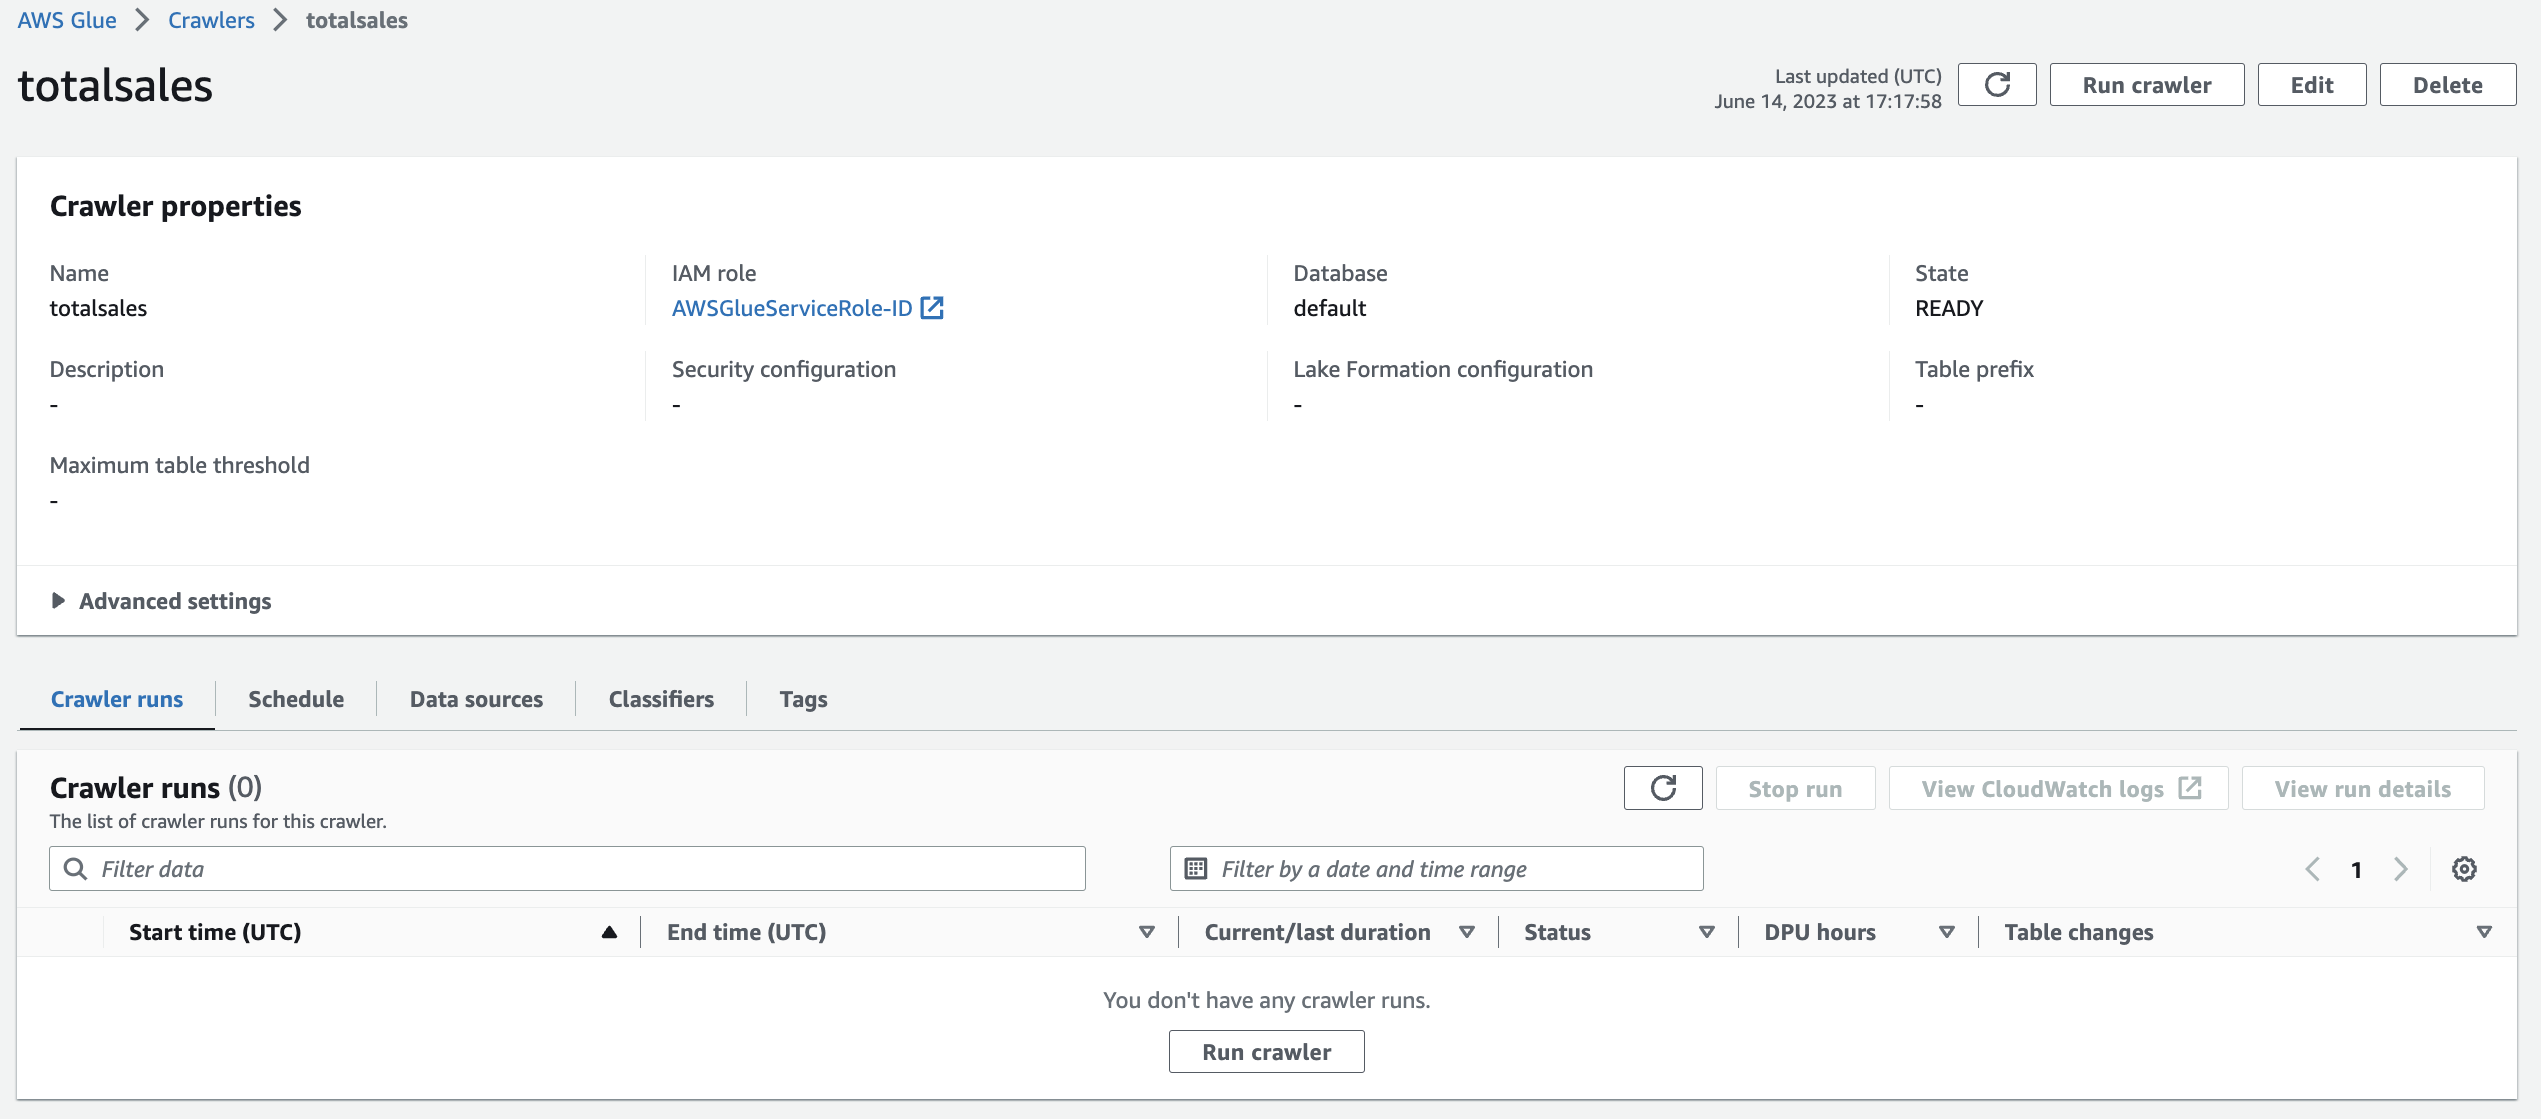 AWS Glue > Crawlers > totalsales
totalsales
Last updated (UTC)
June 14, 2023 at 17:17:58
Run crawler
Edit
Delete
Crawler properties
Name
totalsales
IAM role
AWSGlueServiceRole-ID
Database
default
State
READY
Description
-
Security configuration
-
Lake Formation configuration
-
Table prefix
-
Maximum table threshold
-
Advanced settings
Crawler runs
Schedule
Data sources
Classifiers
Tags
Crawler runs (0)
The list of crawler runs for this crawler.
Stop run
View CloudWatch logs
View run details
Filter data
Filter by a date and time range
1
Start time (UTC)
End time (UTC)
Current/last duration
Status
DPU hours
Table changes
You don't have any crawler runs.
Run crawler